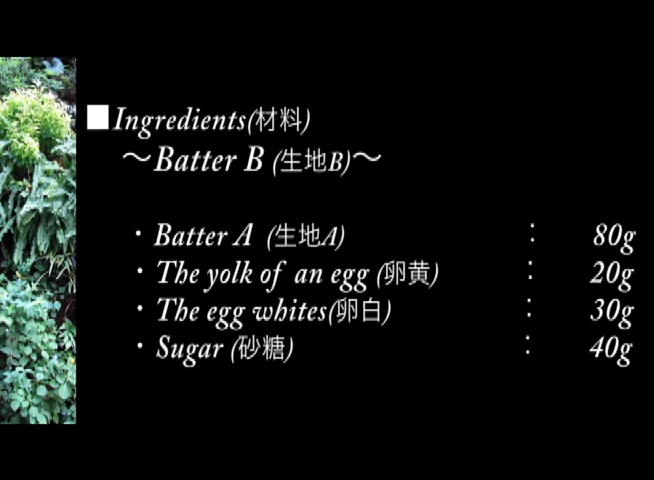 ■Ingredients(材料)
〜Batter B (生地B)〜
・Batter A (生地A) : 80g
・The yolk of an egg (卵黄) : 20g
・The egg whites(卵白) : 30g
・Sugar (砂糖) : 40g